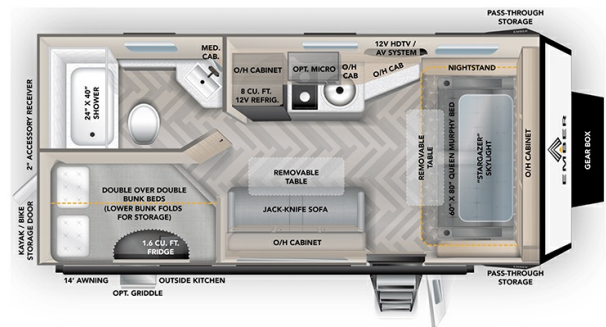 PASS-THROUGH
STORAGE
MED.
CAB.
12V HDTV /
AV SYSTEM
O/H CABINET
OPT. MICRO
O/H
CAB
O/H CAB
NIGHTSTAND
8 CU. FT.
12V REFRIG.
24" X 40"
SHOWER
2" ACCESSORY RECEIVER
REMOVABLE
TABLE
60" X 80" QUEEN MURPHY BED
"STARGAZER"
SKYLIGHT
O/H CABINET
EMBER
GEAR BOX
REMOVABLE
TABLE
DOUBLE OVER DOUBLE
BUNK BEDS
(LOWER BUNK FOLDS
FOR STORAGE)
JACK-KNIFE SOFA
KAYAK / BIKE
STORAGE DOOR
1.6 CU. FT.
FRIDGE
O/H CABINET
14' AWNING
OUTSIDE KITCHEN
OPT. GRIDDLE
PASS-THROUGH
STORAGE